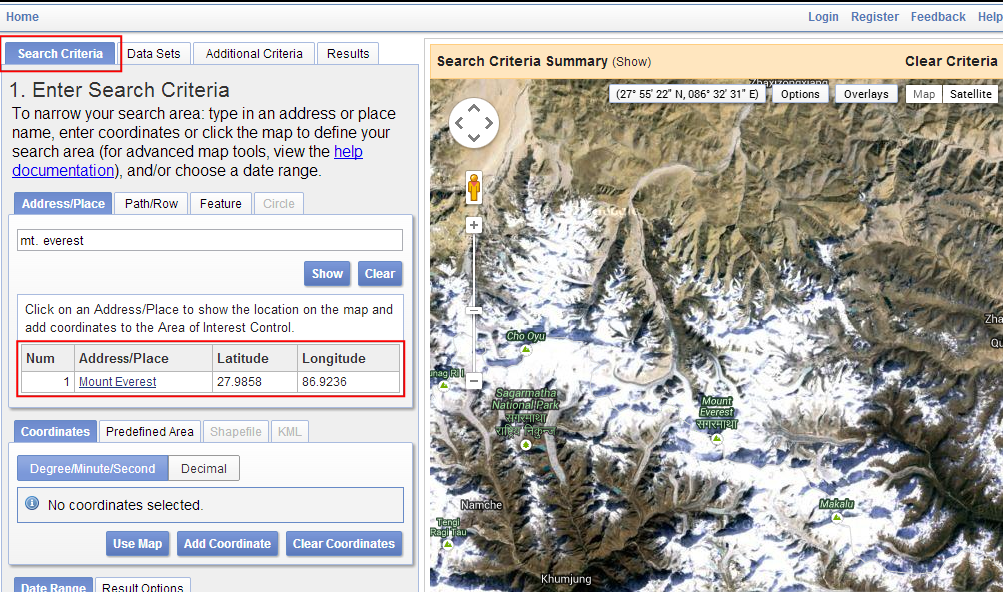 Home
Login Register Feedback Help
Search Criteria Data Sets Additional Criteria Results
1. Enter Search Criteria
To narrow your search area: type in an address or place
name, enter coordinates or click the map to define your
search area (for advanced map tools, view the help
documentation), and/or choose a date range.
Address/Place Path/Row Feature Circle
mt. everest
Show Clear
Click on an Address/Place to show the location on the map and
add coordinates to the Area of Interest Control.
Num Address/Place Latitude Longitude
1 Mount Everest 27.9858 86.9236
Coordinates Predefined Area Shapefile KML
Degree/Minute/Second Decimal
No coordinates selected.
Use Map Add Coordinate Clear Coordinates
Date Range Result Options
Search Criteria Summary (Show) Clear Criteria
(27° 55' 22" N, 086° 32' 31" E) Options Overlays Map Satellite
Zha
Qu
Cho Oyu
Sagarmatha
National Park
सगरमाथा
Mount
Everest
सगरमाथा
Namche
Makalu
Khumjung